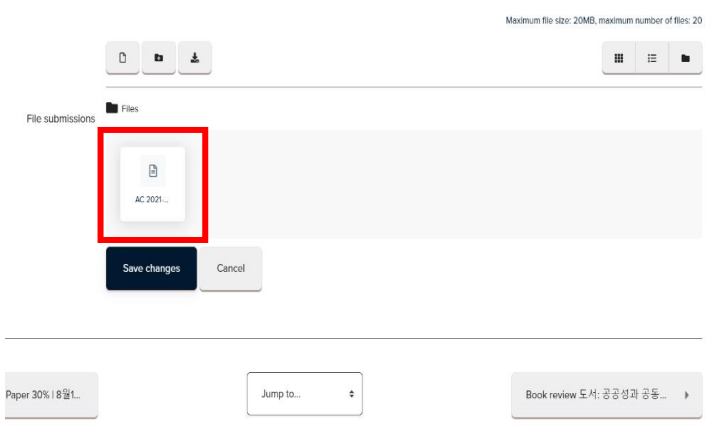 Maximum file size: 20MB, maximum number of files: 20
Files
File submissions
AC 2021-...
Save changes
Cancel
Paper 30% | 8월1...
Jump to...
Book review 도서: 공공성과 공동...